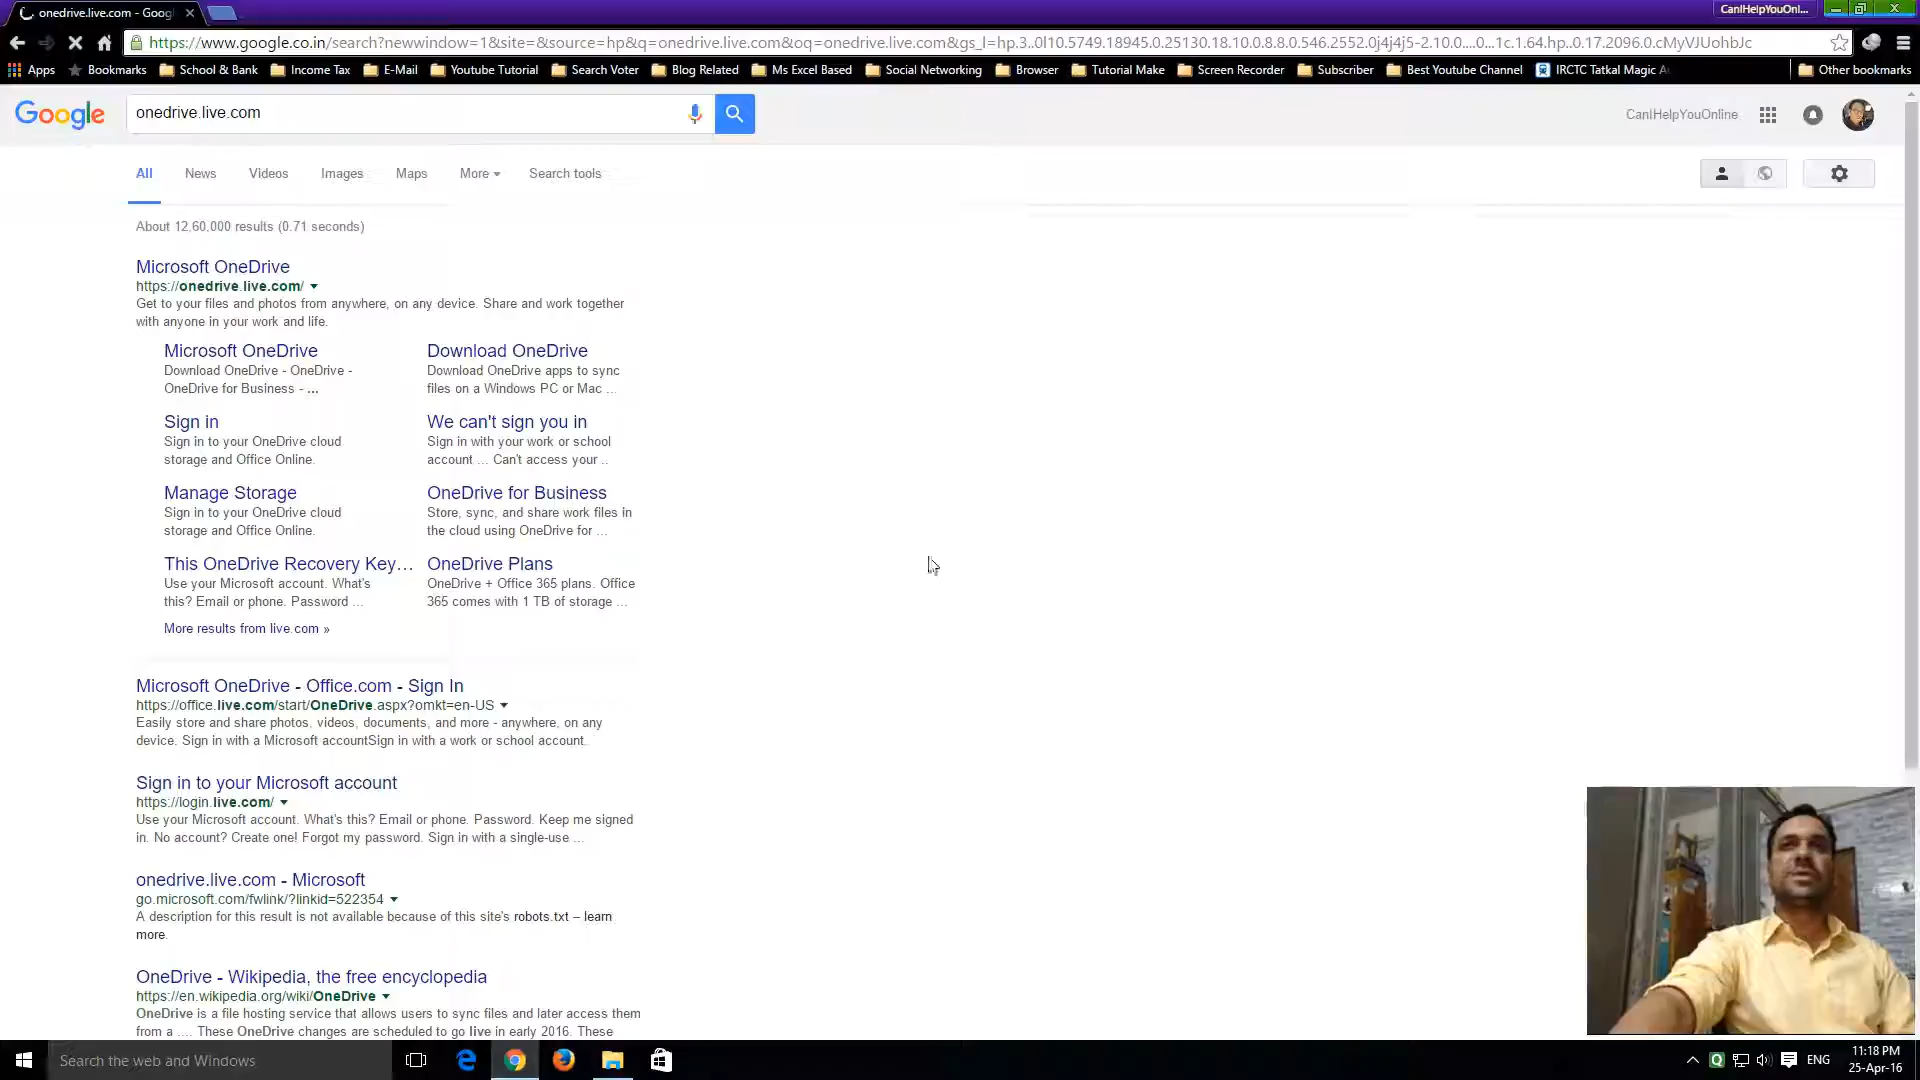 onedrive.live.com - Goog
CanIHelpYouOnl...
https://www.google.co.in/search?newwindow=1&site=&source=hp&q=onedrive.live.com&oq=onedrive.live.com&gs_l=hp.3..0l10.5749.18945.0.25130.18.10.0.8.8.0.546.2552.0j4j4j5-2.10.0....0...1c.1.64.hp..0.17.2096.0.cMyVJUohbJc
Apps Bookmarks School & Bank Income Tax E-Mail Youtube Tutorial Search Voter Blog Related Ms Excel Based Social Networking Browser Tutorial Make Screen Recorder Subscriber Best Youtube Channel IRCTC Tatkal Magic Au Other bookmarks
Google onedrive.live.com CanIHelpYouOnline
All News Videos Images Maps More Search tools
About 12,60,000 results (0.71 seconds)
Microsoft OneDrive
https://onedrive.live.com/
Get to your files and photos from anywhere, on any device. Share and work together
with anyone in your work and life.
Microsoft OneDrive
Download OneDrive - OneDrive -
OneDrive for Business - ...
Download OneDrive
Download OneDrive apps to sync
files on a Windows PC or Mac ...
Sign in
Sign in to your OneDrive cloud
storage and Office Online.
We can't sign you in
Sign in with your work or school
account ... Can't access your ..
Manage Storage
Sign in to your OneDrive cloud
storage and Office Online.
OneDrive for Business
Store, sync, and share work files in
the cloud using OneDrive for ...
This OneDrive Recovery Key...
Use your Microsoft account. What's
this? Email or phone. Password ...
OneDrive Plans
OneDrive + Office 365 plans. Office
365 comes with 1 TB of storage ...
More results from live.com »
Microsoft OneDrive - Office.com - Sign In
https://office.live.com/start/OneDrive.aspx?omkt=en-US
Easily store and share photos, videos, documents, and more - anywhere, on any
device. Sign in with a Microsoft accountSign in with a work or school account.
Sign in to your Microsoft account
https://login.live.com/
Use your Microsoft account. What's this? Email or phone. Password. Keep me signed
in. No account? Create one! Forgot my password. Sign in with a single-use ...
onedrive.live.com - Microsoft
go.microsoft.com/fwlink/?linkid=522354
A description for this result is not available because of this site's robots.txt – learn
more.
OneDrive - Wikipedia, the free encyclopedia
https://en.wikipedia.org/wiki/OneDrive
OneDrive is a file hosting service that allows users to sync files and later access them
from a .... These OneDrive changes are scheduled to go live in early 2016. These
Search the web and Windows
ENG
11:18 PM
25-Apr-16